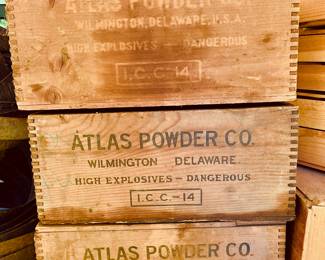 ATLAS POWDER CO.
WILMINGTON, DELAWARE, U.S.A.
HIGH EXPLOSIVES – DANGEROUS
I.C.C-14
ATLAS POWDER CO.
WILMINGTON DELAWARE.
HIGH EXPLOSIVES – DANGEROUS
I.C.C.–14
ATLAS POWDER CO.